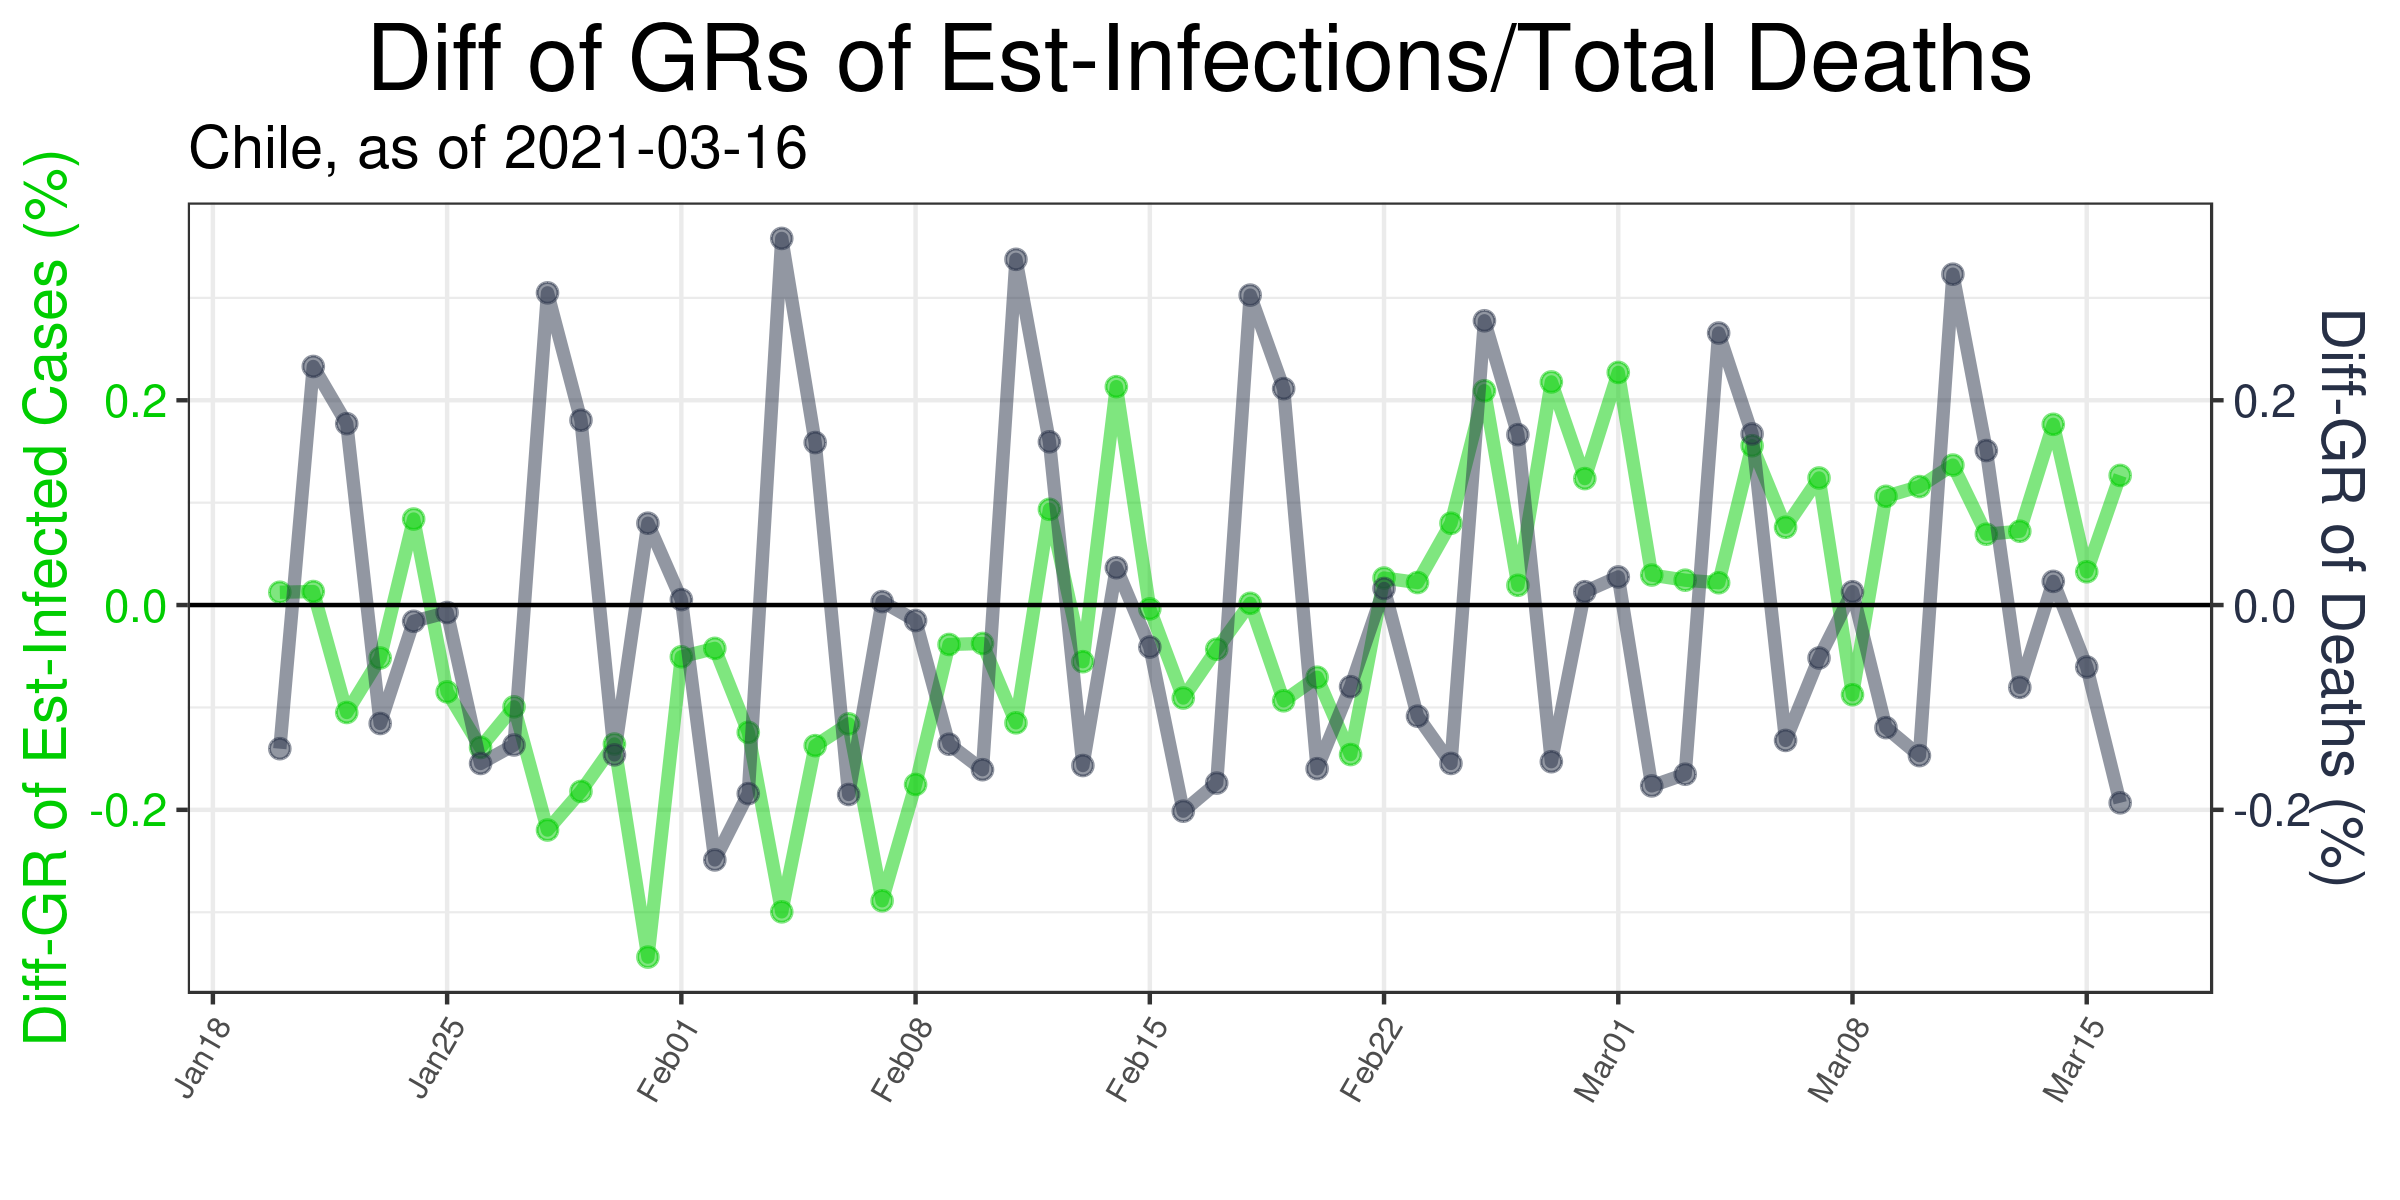 Diff of GRs of Est-Infections/Total Deaths
Chile, as of 2021-03-16
Diff-GR of Est-Infected Cases (%)
0.2
0.0
-0.2
0.2
0.0
-0.2
Diff-GR of Deaths (%)
Jan18
Jan25
Feb01
Feb08
Feb15
Feb22
Mar01
Mar08
Mar15